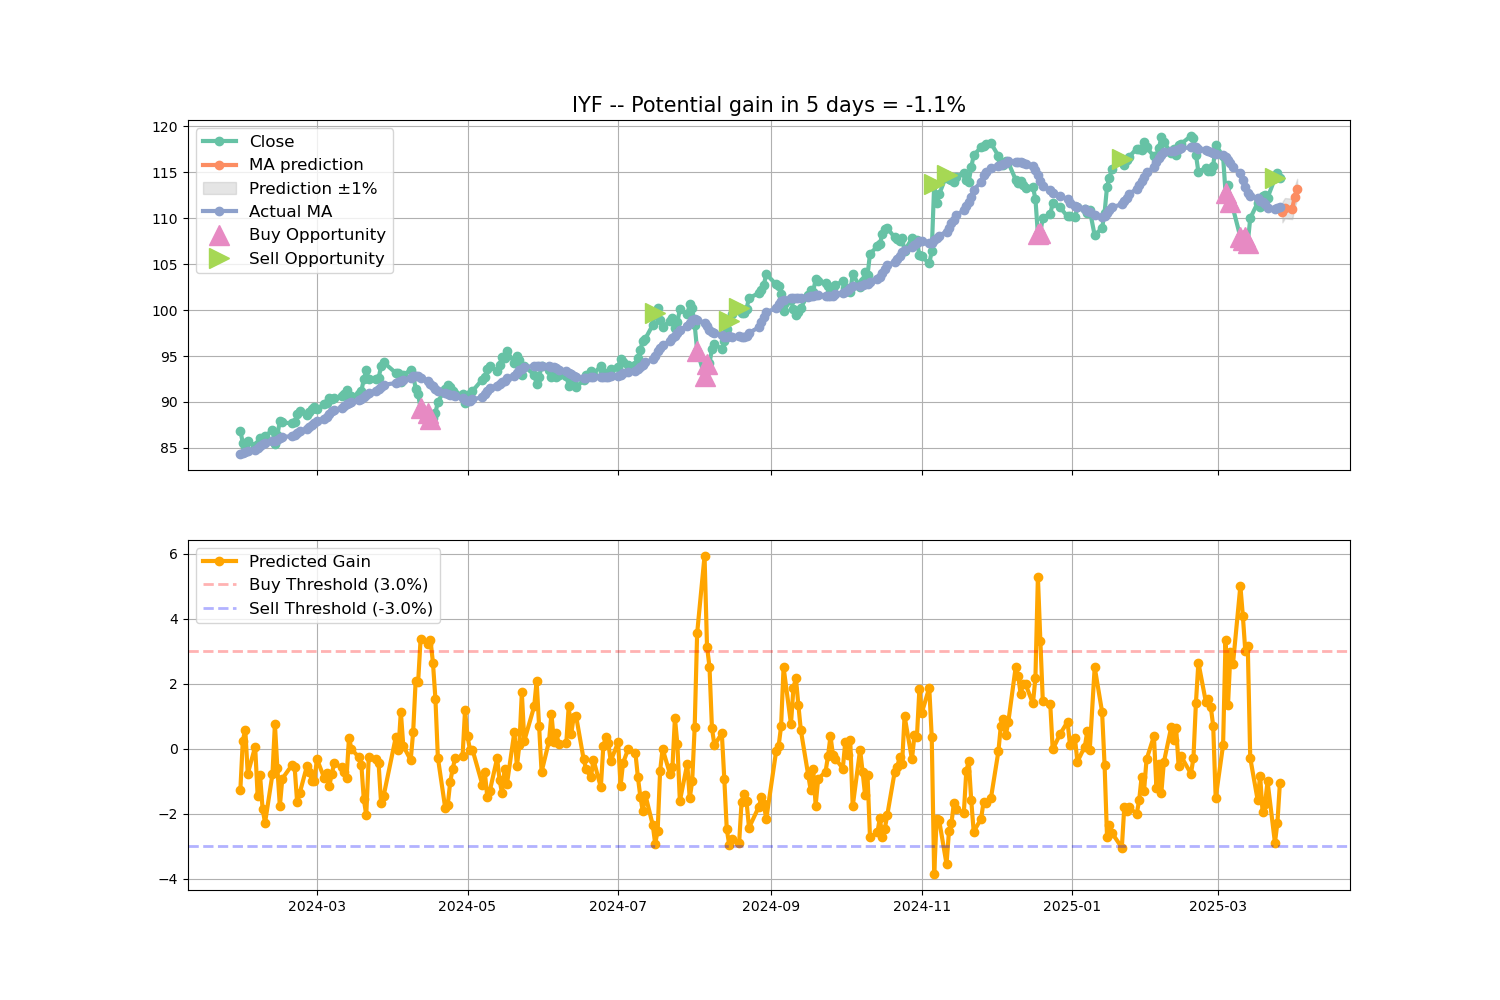 IYF -- Potential gain in 5 days = -1.1%
120
115
110
105
100
95
90
85
Close
MA prediction
Prediction ±1%
Actual MA
Buy Opportunity
Sell Opportunity
6
4
2
0
−2
−4
Predicted Gain
Buy Threshold (3.0%)
Sell Threshold (-3.0%)
2024-03
2024-05
2024-07
2024-09
2024-11
2025-01
2025-03